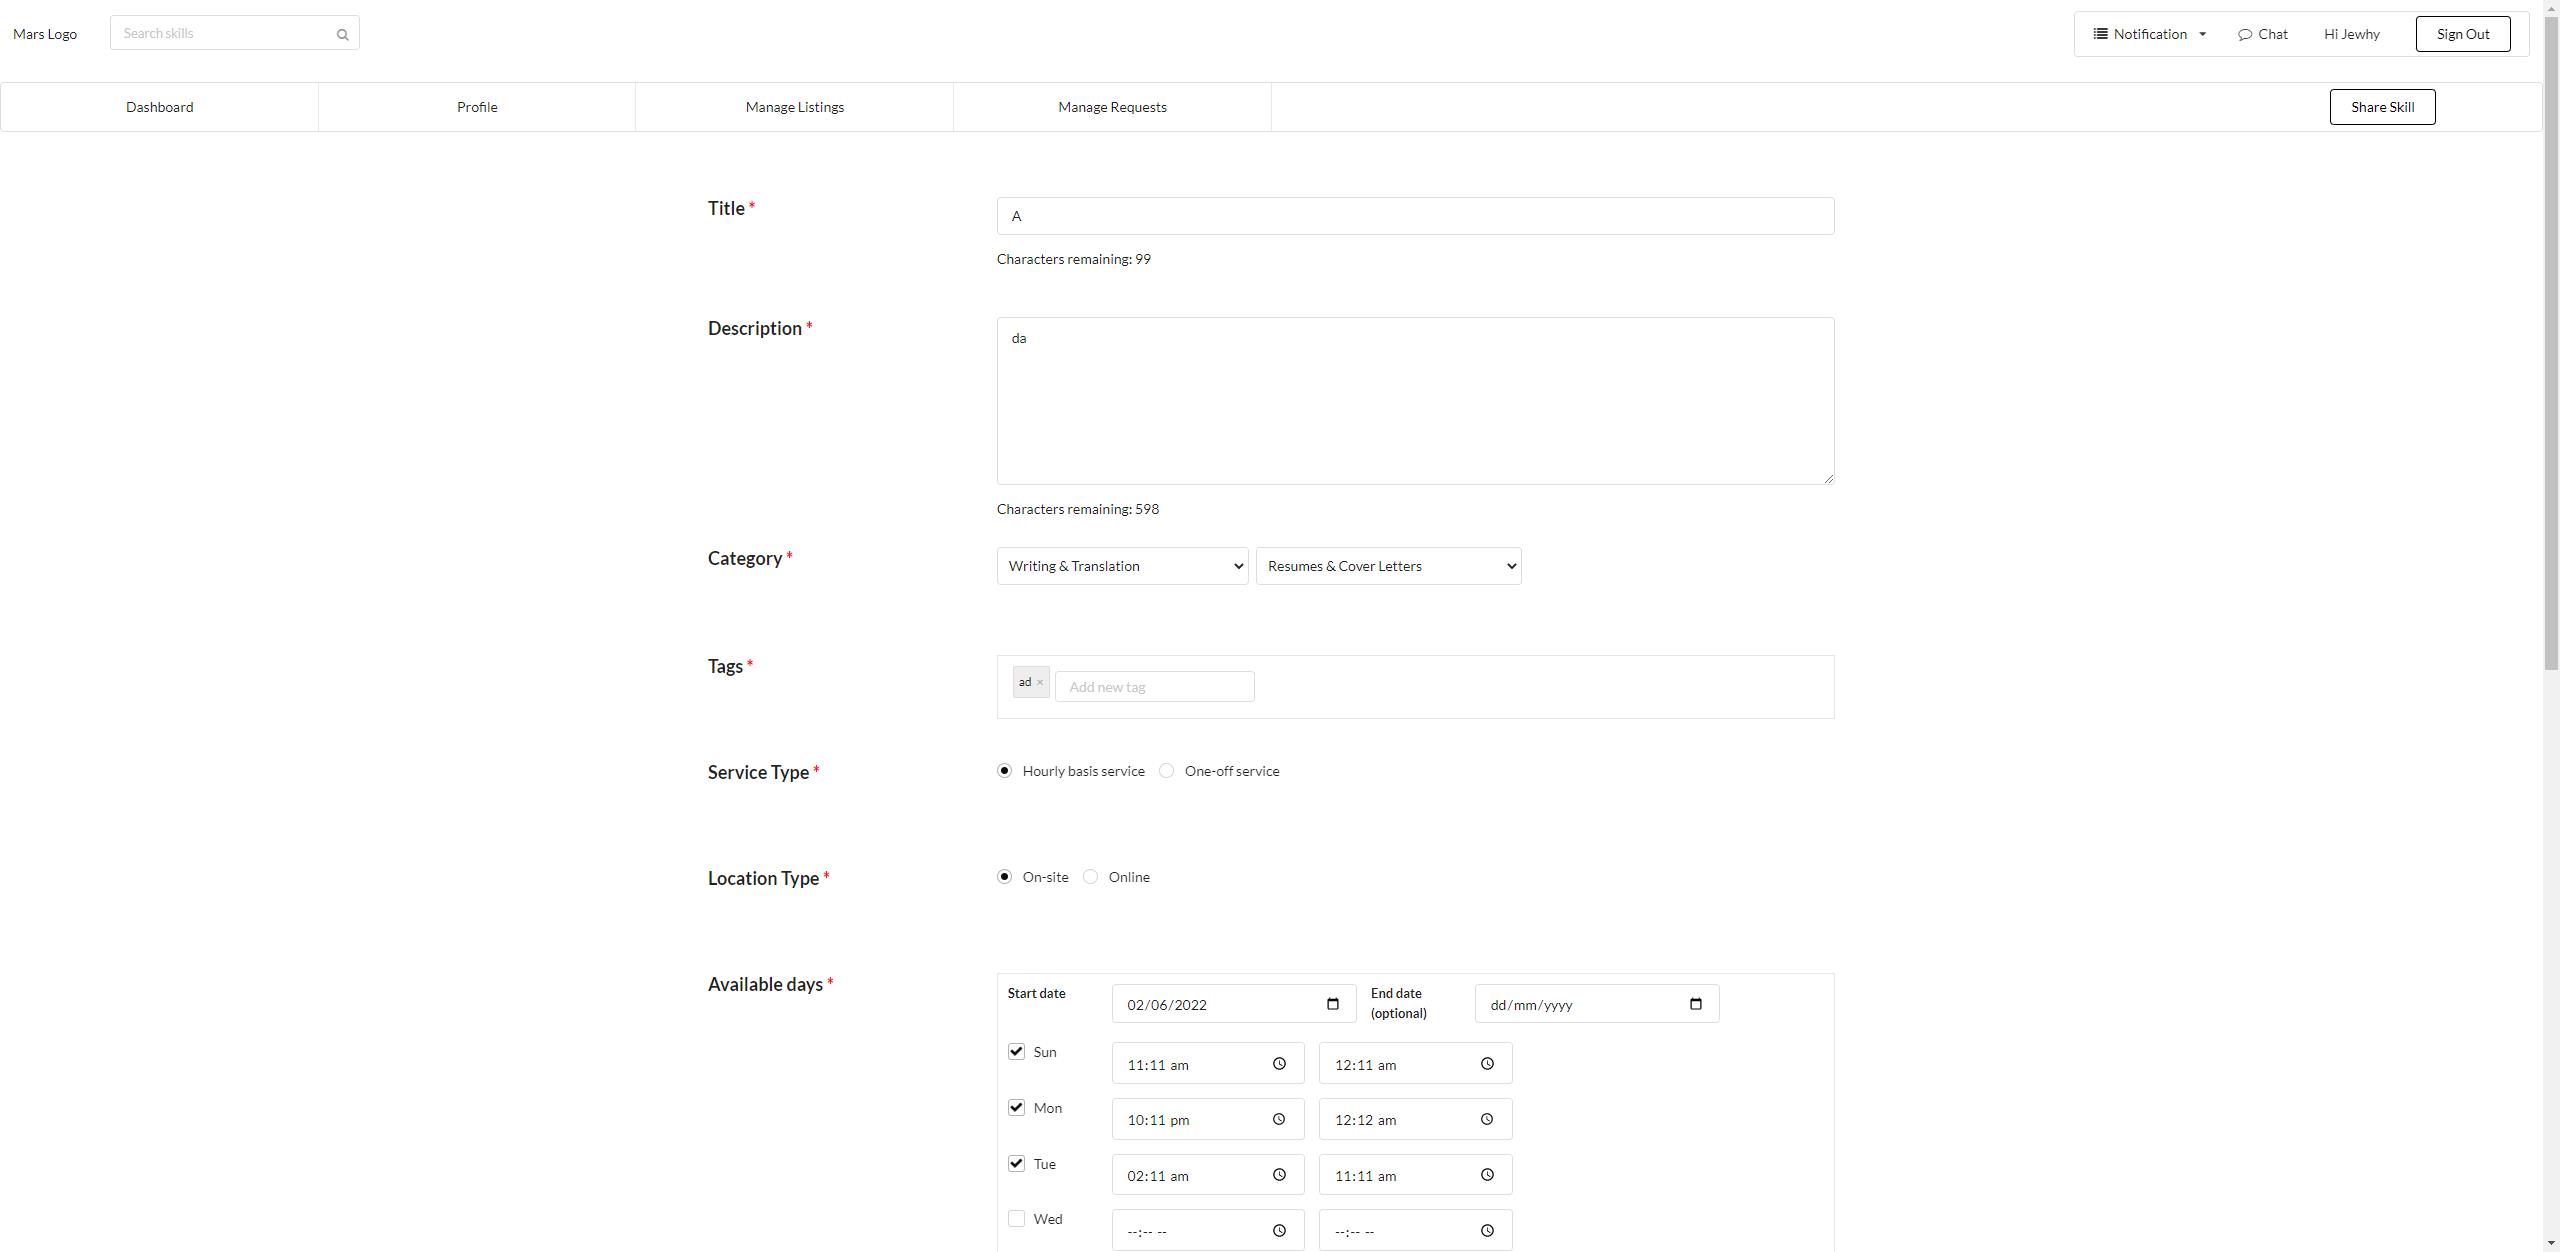 Mars Logo
Search skills
Notification
Chat
Hi Jewhy
Sign Out
Dashboard
Profile
Manage Listings
Manage Requests
Share Skill
Title *
A
Characters remaining: 99
Description *
da
Characters remaining: 598
Category *
Writing & Translation
Resumes & Cover Letters
Tags *
ad ×
Add new tag
Service Type *
Hourly basis service
One-off service
Location Type *
On-site
Online
Available days *
Start date
02/06/2022
End date
(optional)
dd/mm/yyyy
Sun
11:11 am
12:11 am
Mon
10:11 pm
12:12 am
Tue
02:11 am
11:11 am
Wed
--:-- --
--:-- --